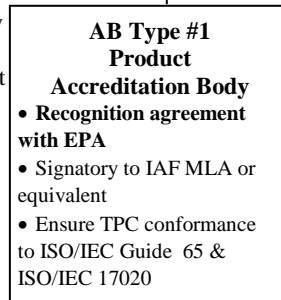 AB Type #1
Product
Accreditation Body
• Recognition agreement
with EPA
• Signatory to IAF MLA or
equivalent
• Ensure TPC conformance
to ISO/IEC Guide 65 &
ISO/IEC 17020